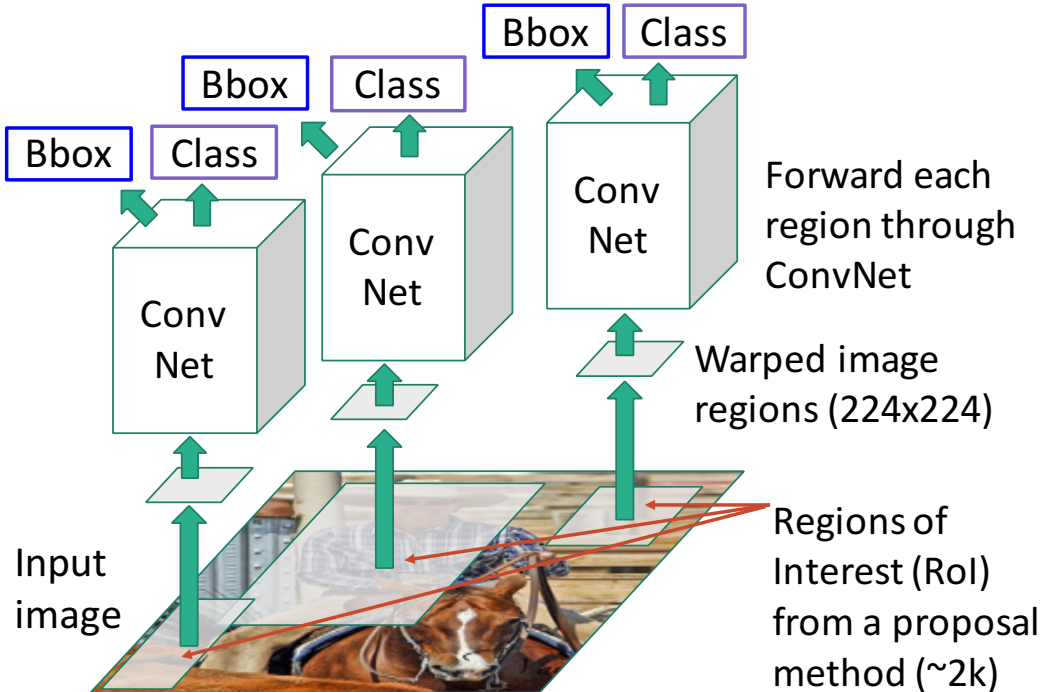 Bbox
Class
Bbox
Class
Bbox
Class
Conv
Net
Conv
Net
Conv
Net
Forward each
region through
ConvNet
Warped image
regions (224x224)
Input
image
Regions of
Interest (RoI)
from a proposal
method (~2k)